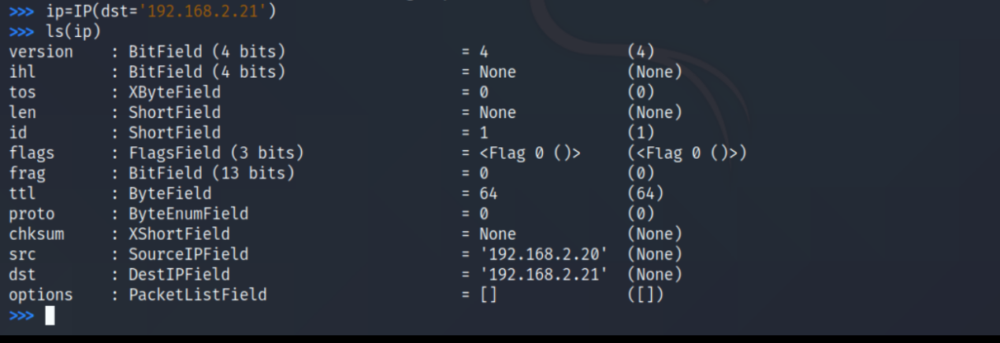 >>> ip=IP(dst='192.168.2.21')
>>> ls(ip)
version    : BitField (4 bits)                   = 4               (4)
ihl        : BitField (4 bits)                   = None            (None)
tos        : XByteField                          = 0               (0)
len        : ShortField                          = None            (None)
id         : ShortField                          = 1               (1)
flags      : FlagsField (3 bits)                 = <Flag 0 ()>     (<Flag 0 ()>)
frag       : BitField (13 bits)                  = 0               (0)
ttl        : ByteField                           = 64              (64)
proto      : ByteEnumField                       = 0               (0)
chksum     : XShortField                         = None            (None)
src        : SourceIPField                       = '192.168.2.20'  (None)
dst        : DestIPField                         = '192.168.2.21'  (None)
options    : PacketListField                     = []              ([])
>>>